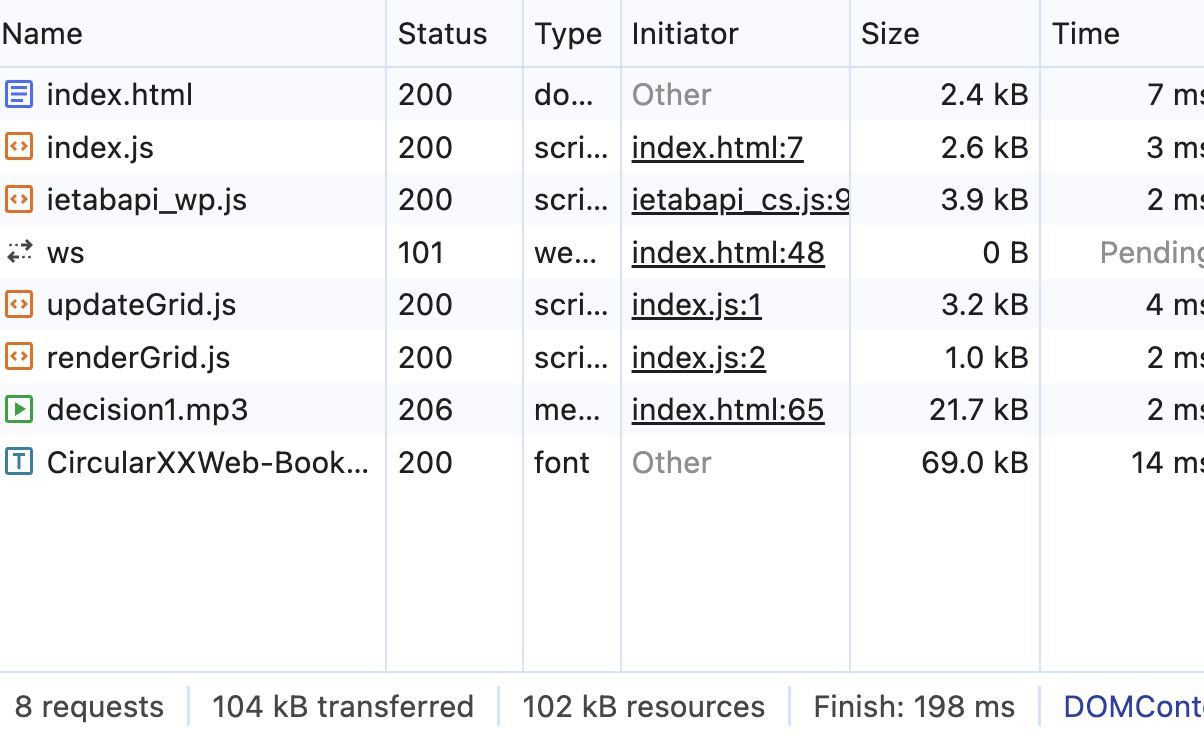 Name Status Type Initiator Size Time
index.html 200 do... Other 2.4 kB 7 ms
index.js 200 scri... index.html:7 2.6 kB 3 ms
ietabapi_wp.js 200 scri... ietabapi_cs.js:9 3.9 kB 2 ms
ws 101 we... index.html:48 0 B Pending
updateGrid.js 200 scri... index.js:1 3.2 kB 4 ms
renderGrid.js 200 scri... index.js:2 1.0 kB 2 ms
decision1.mp3 206 me... index.html:65 21.7 kB 2 ms
CircularXXWeb-Book... 200 font Other 69.0 kB 14 ms
8 requests 104 kB transferred 102 kB resources Finish: 198 ms DOMConte